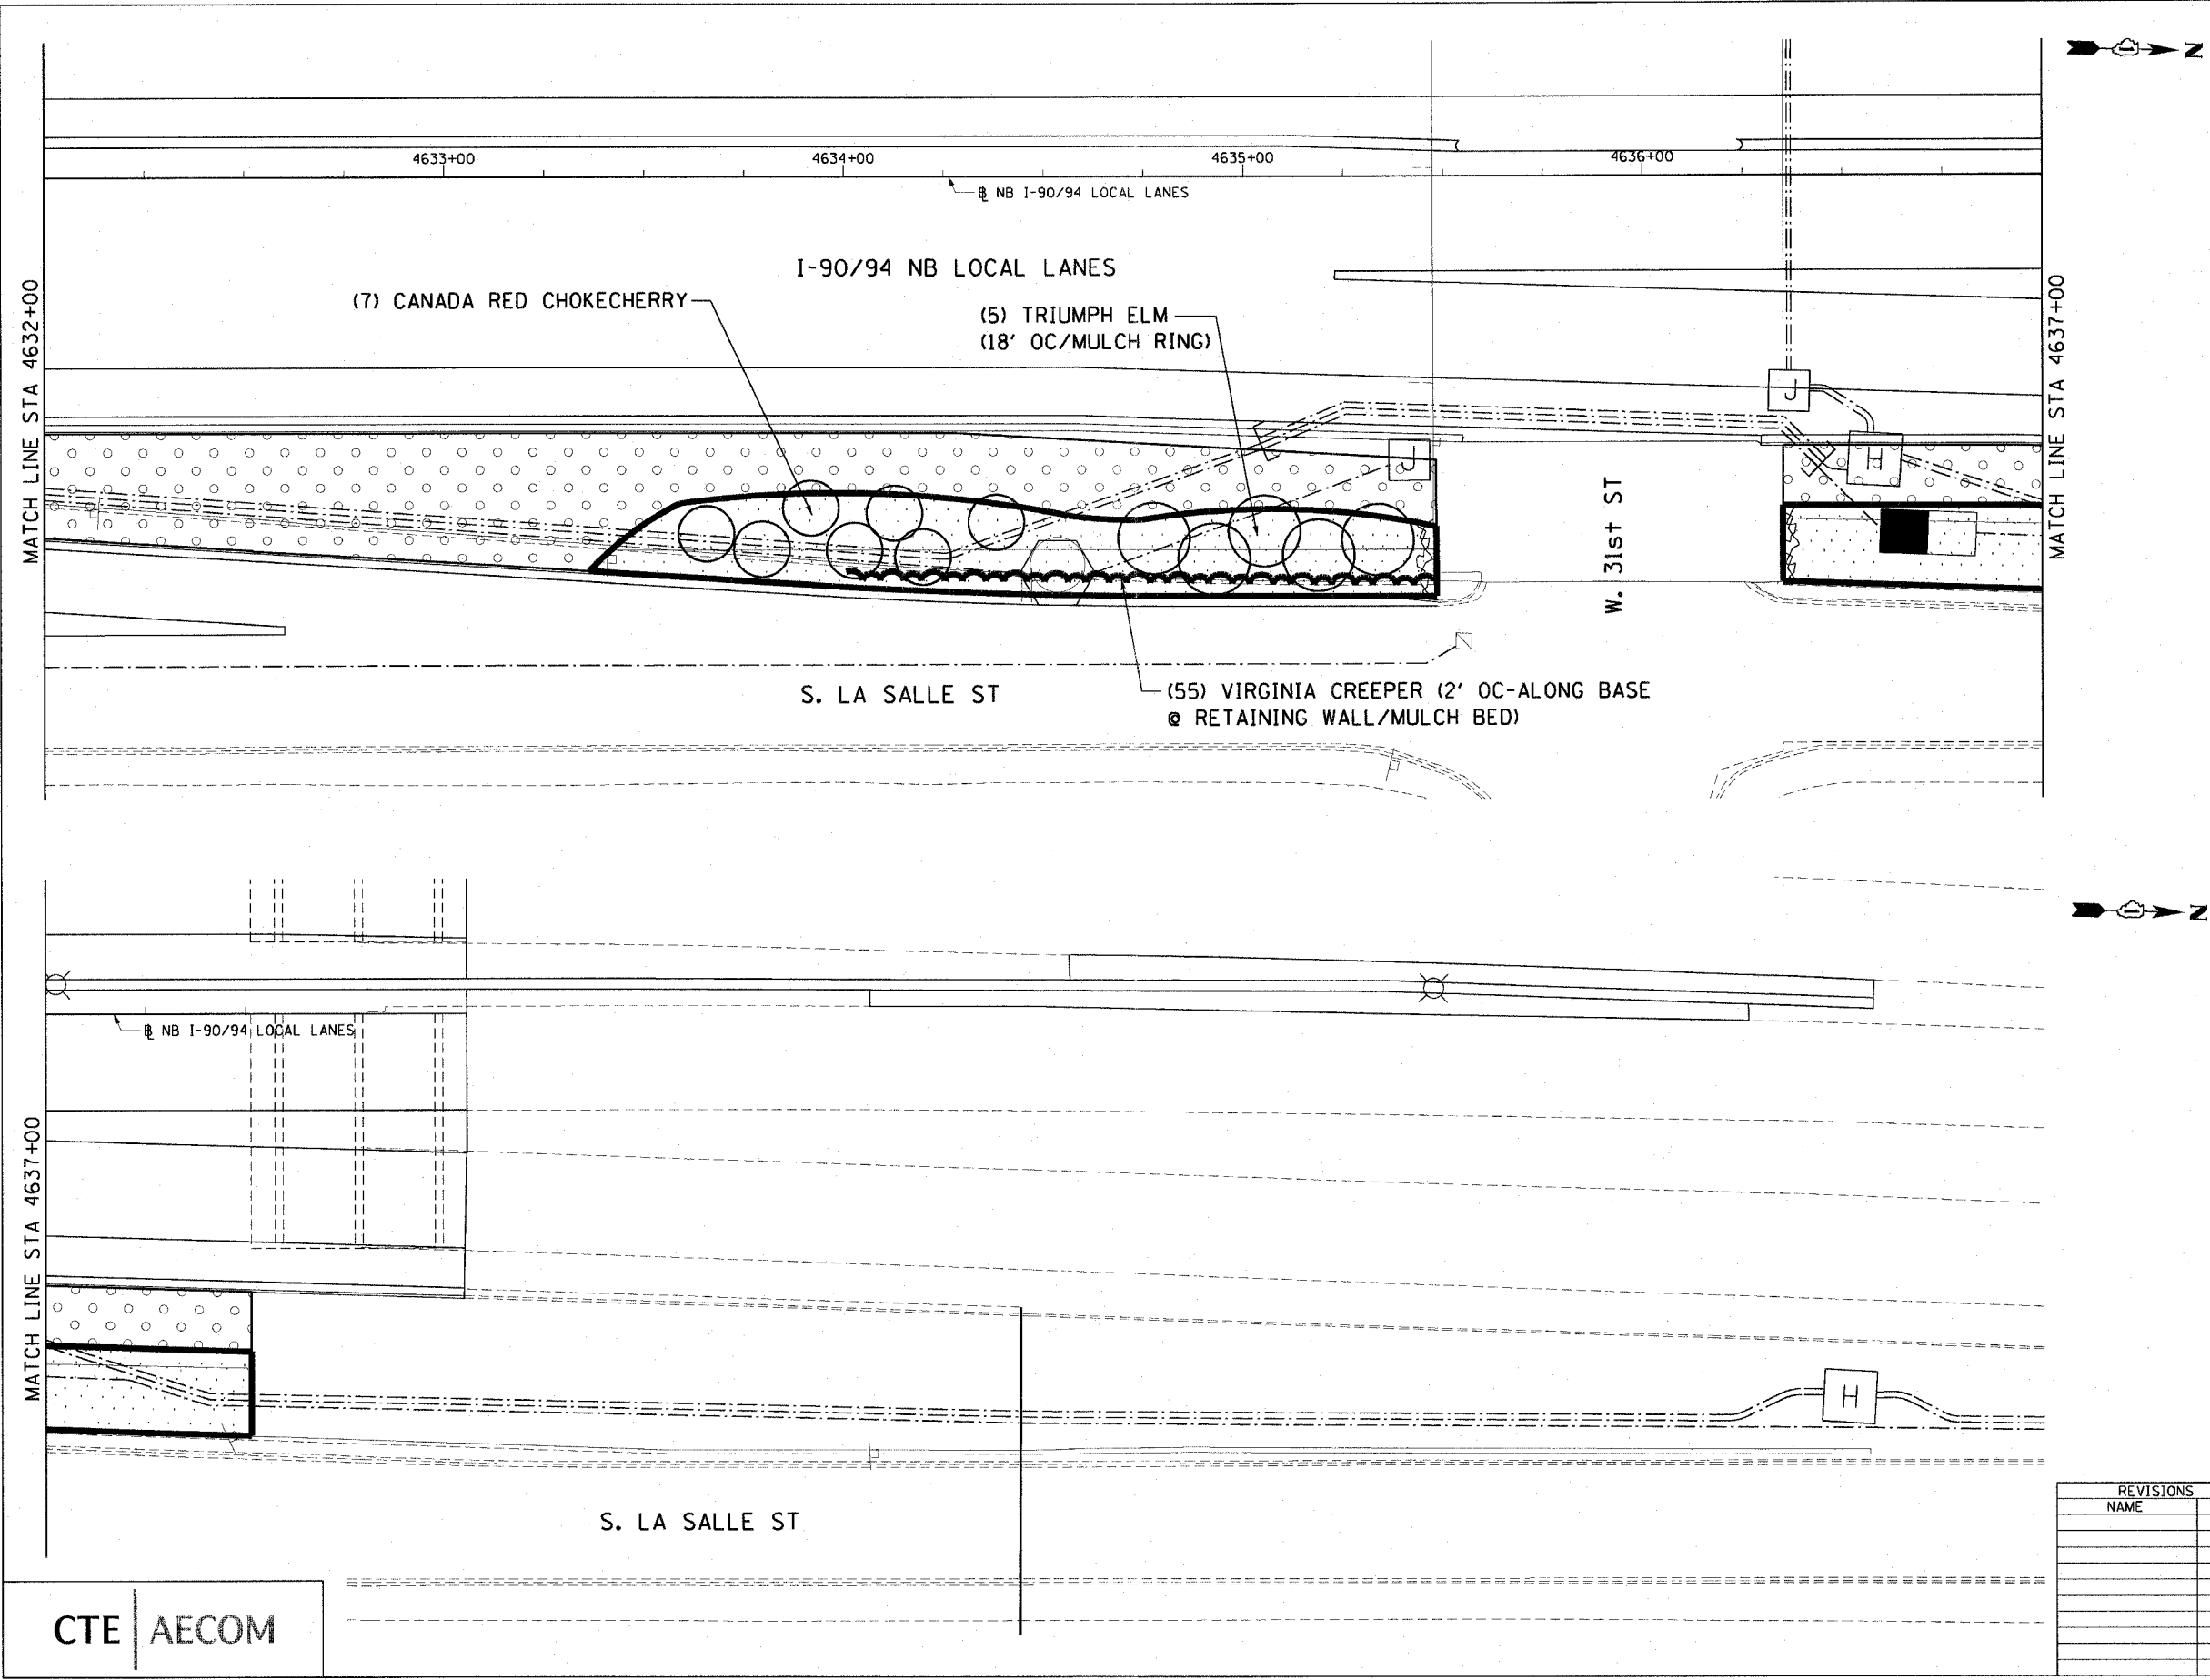 N
4633+00
4634+00
4635+00
4636+00
℄ NB I-90/94 LOCAL LANES
I-90/94 NB LOCAL LANES
(7) CANADA RED CHOKECHERRY
(5) TRIUMPH ELM
(18' OC/MULCH RING)
MATCH LINE STA 4632+00
MATCH LINE STA 4637+00
J
J
H
W. 31st ST
S. LA SALLE ST
(55) VIRGINIA CREEPER (2' OC-ALONG BASE
@ RETAINING WALL/MULCH BED)
N
℄ NB I-90/94 LOCAL LANES
MATCH LINE STA 4637+00
H
S. LA SALLE ST
REVISIONS
NAME
CTE AECOM